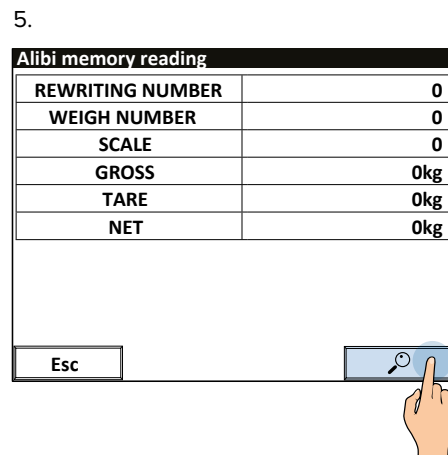 5.
Alibi memory reading
REWRITING NUMBER 0
WEIGH NUMBER 0
SCALE 0
GROSS 0kg
TARE 0kg
NET 0kg
Esc